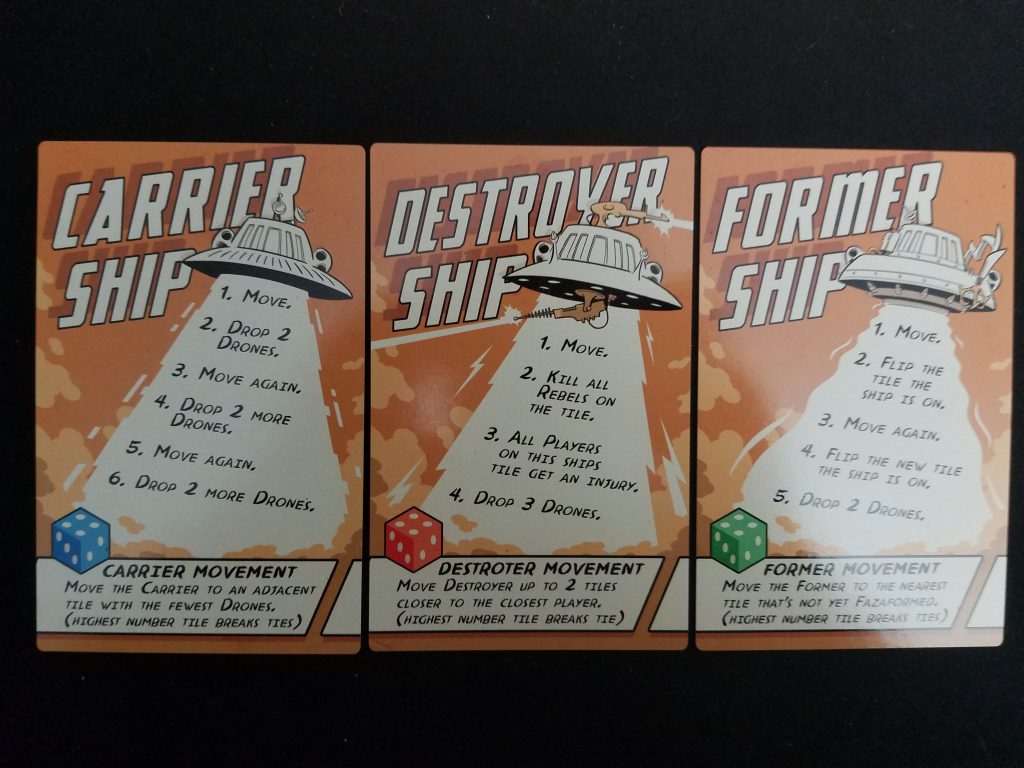 CARRIER
SHIP
1. MOVE.
2. DROP 2
DRONES.
3. MOVE AGAIN.
4. DROP 2 MORE
DRONES.
5. MOVE AGAIN.
6. DROP 2 MORE DRONES.
CARRIER MOVEMENT
MOVE THE CARRIER TO AN ADJACENT
TILE WITH THE FEWEST DRONES.
(HIGHEST NUMBER TILE BREAKS TIES)
DESTROYER
SHIP
1. MOVE.
2. KILL ALL
REBELS ON
THE TILE.
3. ALL PLAYERS
ON THIS SHIPS
TILE GET AN INJURY.
4. DROP 3 DRONES.
DESTROTER MOVEMENT
MOVE DESTROYER UP TO 2 TILES
CLOSER TO THE CLOSEST PLAYER.
(HIGHEST NUMBER TILE BREAKS TIE)
FORMER
SHIP
1. MOVE.
2. FLIP THE
TILE THE
SHIP IS ON.
3. MOVE AGAIN.
4. FLIP THE NEW TILE
THE SHIP IS ON.
5. DROP 2 DRONES.
FORMER MOVEMENT
MOVE THE FORMER TO THE NEAREST
TILE THAT'S NOT YET FAZAFORMED.
(HIGHEST NUMBER TILE BREAKS TIES)